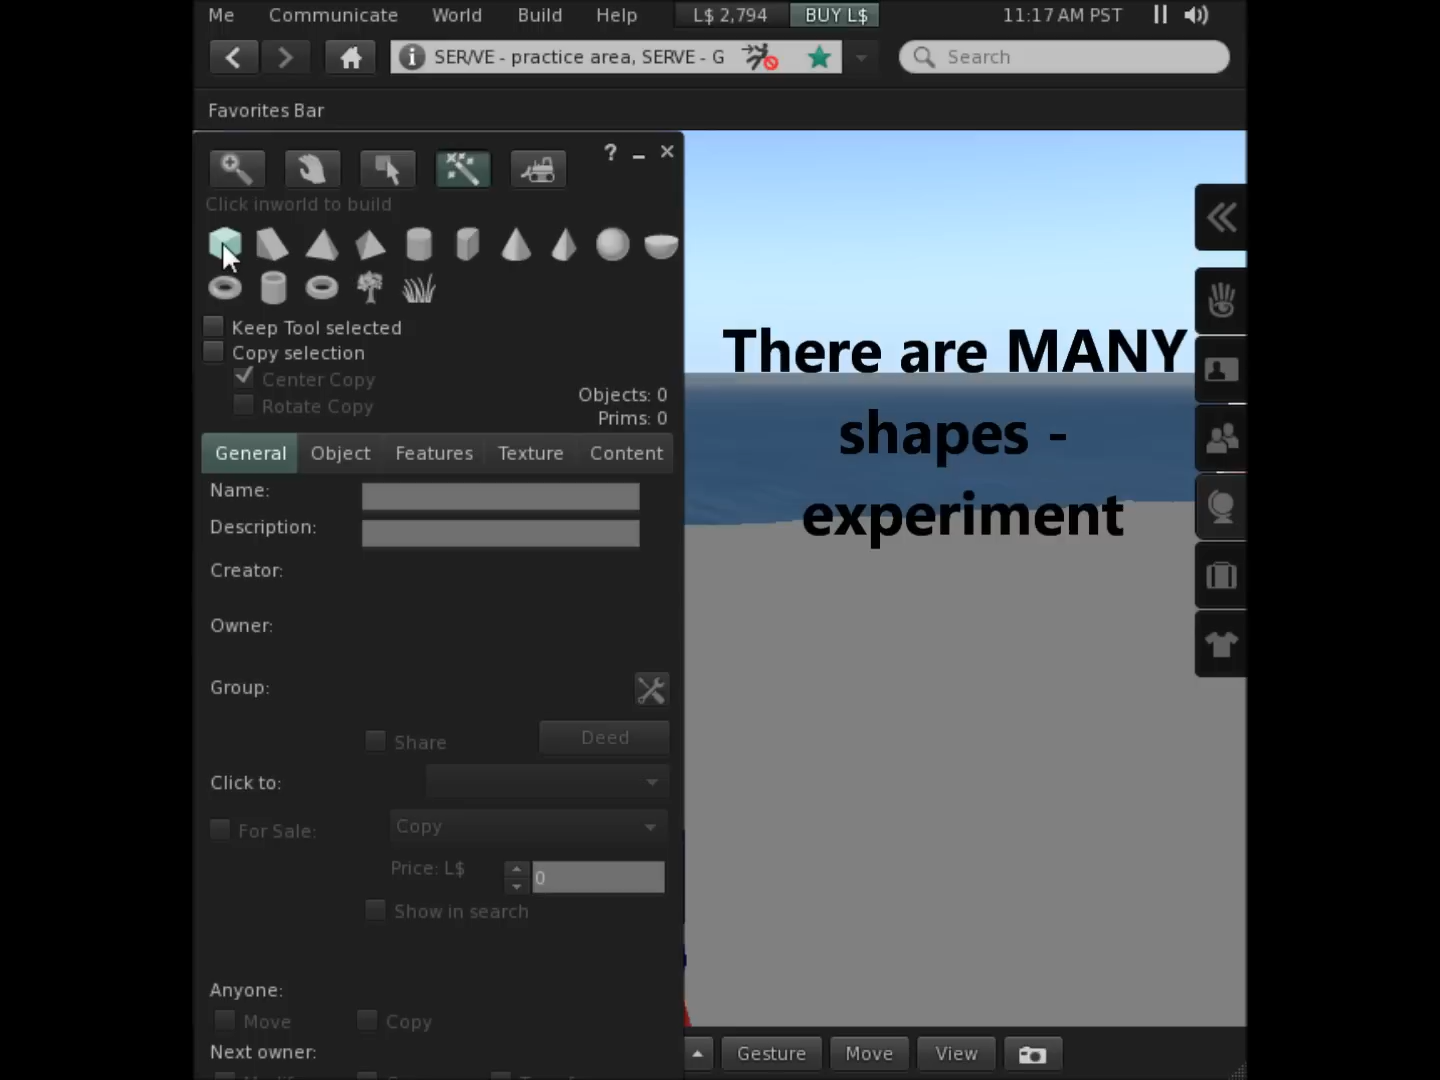 Me Communicate World Build Help L$ 2,794 BUY L$ 11:17 AM PST
SER/VE - practice area, SERVE - G Search
Favorites Bar
?
Click inworld to build
Keep Tool selected
Copy selection
Center Copy
Rotate Copy
Objects: 0
Prims: 0
General Object Features Texture Content
Name:
Description:
Creator:
Owner:
Group:
Share Deed
Click to:
For Sale: Copy
Price: L$ 0
Show in search
Anyone:
Move Copy
Next owner:
There are MANY
shapes -
experiment
Gesture Move View